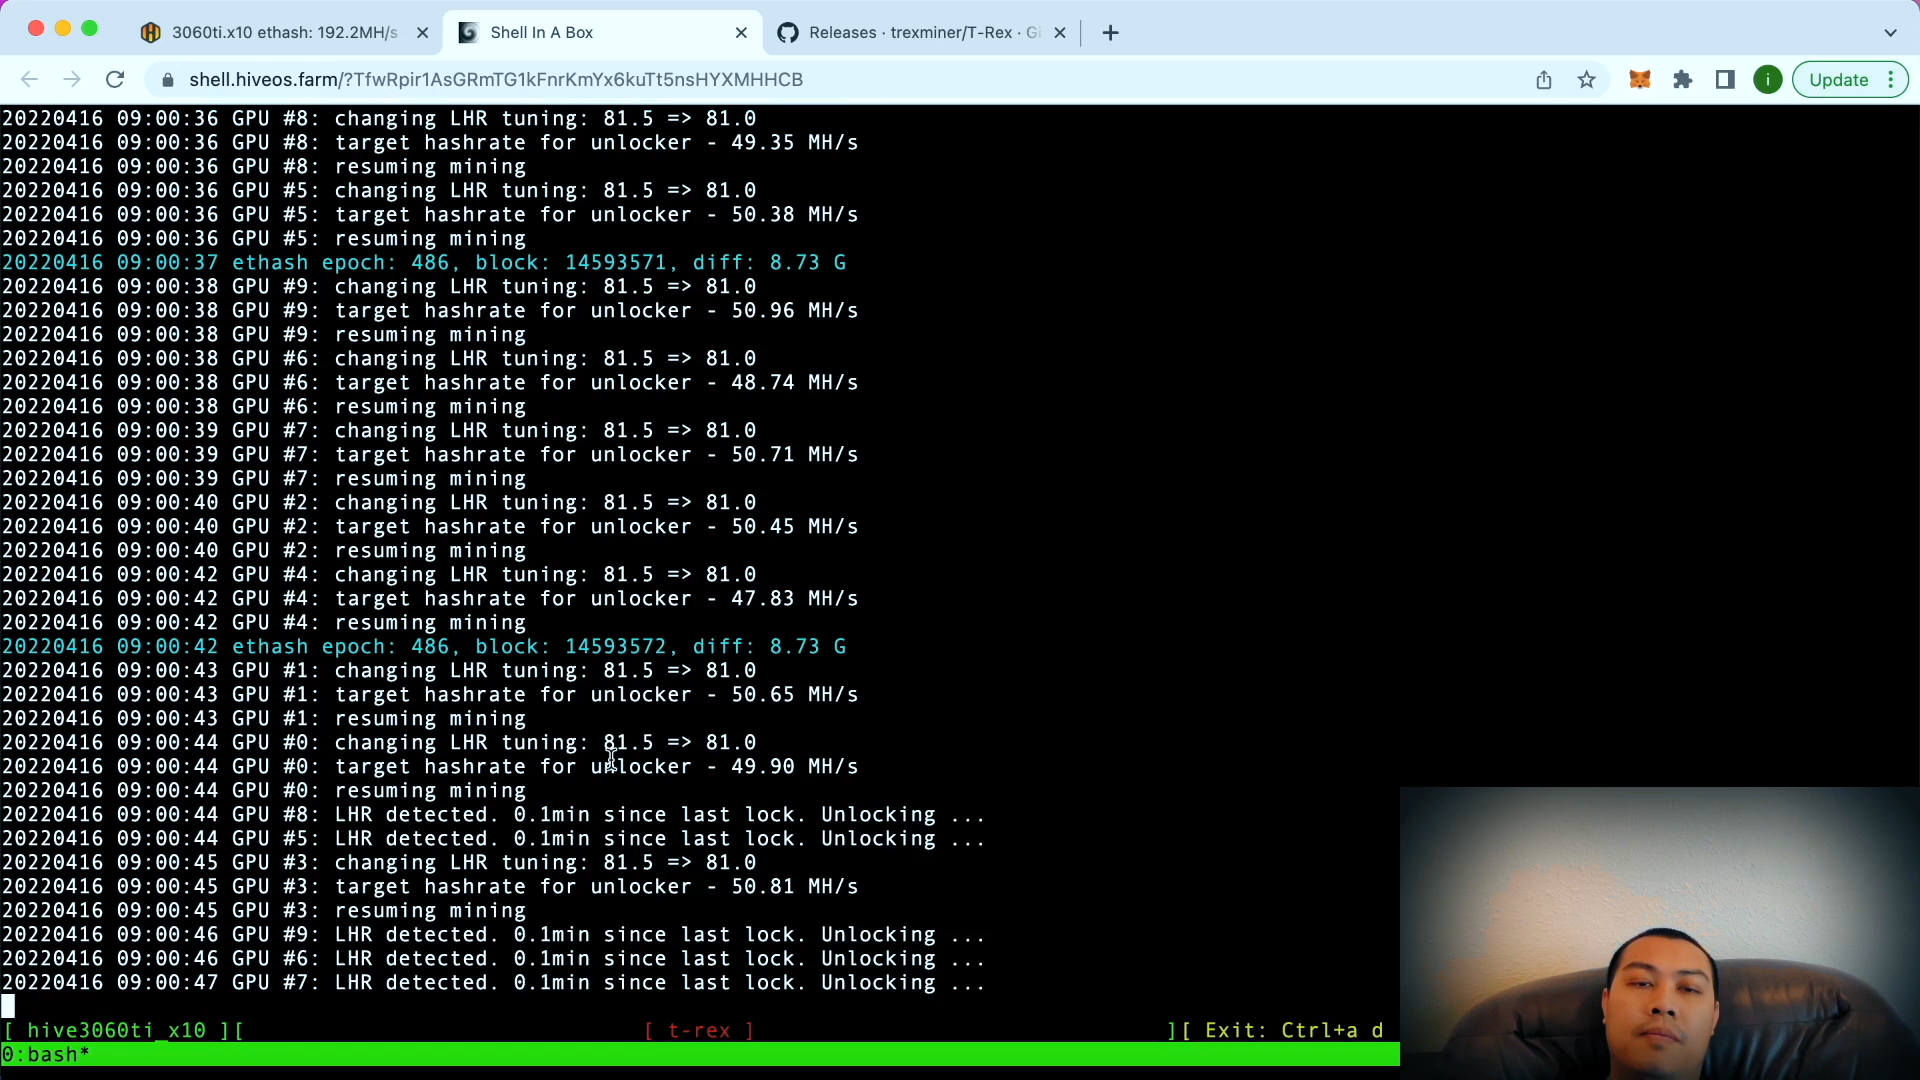 3060ti.x10 ethash: 192.2MH/s
Shell In A Box
Releases · trexminer/T-Rex · Gi
shell.hiveos.farm/?TfwRpir1AsGRmTG1kFnrKmYx6kuTt5nsHYXMHHCB
i
Update
20220416 09:00:36 GPU #8: changing LHR tuning: 81.5 => 81.0
20220416 09:00:36 GPU #8: target hashrate for unlocker - 49.35 MH/s
20220416 09:00:36 GPU #8: resuming mining
20220416 09:00:36 GPU #5: changing LHR tuning: 81.5 => 81.0
20220416 09:00:36 GPU #5: target hashrate for unlocker - 50.38 MH/s
20220416 09:00:36 GPU #5: resuming mining
20220416 09:00:37 ethash epoch: 486, block: 14593571, diff: 8.73 G
20220416 09:00:38 GPU #9: changing LHR tuning: 81.5 => 81.0
20220416 09:00:38 GPU #9: target hashrate for unlocker - 50.96 MH/s
20220416 09:00:38 GPU #9: resuming mining
20220416 09:00:38 GPU #6: changing LHR tuning: 81.5 => 81.0
20220416 09:00:38 GPU #6: target hashrate for unlocker - 48.74 MH/s
20220416 09:00:38 GPU #6: resuming mining
20220416 09:00:39 GPU #7: changing LHR tuning: 81.5 => 81.0
20220416 09:00:39 GPU #7: target hashrate for unlocker - 50.71 MH/s
20220416 09:00:39 GPU #7: resuming mining
20220416 09:00:40 GPU #2: changing LHR tuning: 81.5 => 81.0
20220416 09:00:40 GPU #2: target hashrate for unlocker - 50.45 MH/s
20220416 09:00:40 GPU #2: resuming mining
20220416 09:00:42 GPU #4: changing LHR tuning: 81.5 => 81.0
20220416 09:00:42 GPU #4: target hashrate for unlocker - 47.83 MH/s
20220416 09:00:42 GPU #4: resuming mining
20220416 09:00:42 ethash epoch: 486, block: 14593572, diff: 8.73 G
20220416 09:00:43 GPU #1: changing LHR tuning: 81.5 => 81.0
20220416 09:00:43 GPU #1: target hashrate for unlocker - 50.65 MH/s
20220416 09:00:43 GPU #1: resuming mining
20220416 09:00:44 GPU #0: changing LHR tuning: 81.5 => 81.0
20220416 09:00:44 GPU #0: target hashrate for unlocker - 49.90 MH/s
20220416 09:00:44 GPU #0: resuming mining
20220416 09:00:44 GPU #8: LHR detected. 0.1min since last lock. Unlocking ...
20220416 09:00:44 GPU #5: LHR detected. 0.1min since last lock. Unlocking ...
20220416 09:00:45 GPU #3: changing LHR tuning: 81.5 => 81.0
20220416 09:00:45 GPU #3: target hashrate for unlocker - 50.81 MH/s
20220416 09:00:45 GPU #3: resuming mining
20220416 09:00:46 GPU #9: LHR detected. 0.1min since last lock. Unlocking ...
20220416 09:00:46 GPU #6: LHR detected. 0.1min since last lock. Unlocking ...
20220416 09:00:47 GPU #7: LHR detected. 0.1min since last lock. Unlocking ...
[ hive3060ti_x10 ][ [ t-rex ] ][ Exit: Ctrl+a d
0:bash*